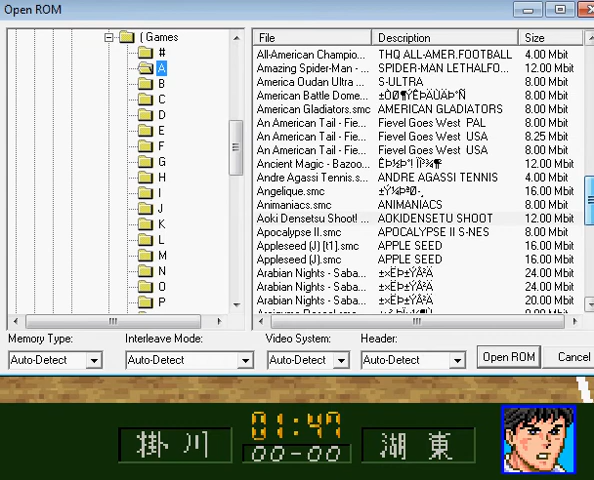 Open ROM
( Games
#
A
B
C
D
E
F
G
H
I
J
K
L
M
N
O
P
File Description Size
All-American Champio... THQ ALL-AMER.FOOTBALL 4.00 Mbit
Amazing Spider-Man - ... SPIDER-MAN LETHALFO... 12.00 Mbit
America Oudan Ultra ... S-ULTRA 8.00 Mbit
American Battle Dome... 8.00 Mbit
American Gladiators.smc AMERICAN GLADIATORS 8.00 Mbit
An American Tail - Fie... Fievel Goes West PAL 8.00 Mbit
An American Tail - Fie... Fievel Goes West USA 8.25 Mbit
An American Tail - Fie... Fievel Goes West USA 8.00 Mbit
Ancient Magic - Bazoo... 12.00 Mbit
Andre Agassi Tennis.s... ANDRE AGASSI TENNIS 4.00 Mbit
Angelique.smc 16.00 Mbit
Animaniacs.smc ANIMANIACS 8.00 Mbit
Aoki Densetsu Shoot! ... AOKIDENSETU SHOOT 12.00 Mbit
Apocalypse II.smc APOCALYPSE II S-NES 8.00 Mbit
Appleseed (J) [t1].smc APPLE SEED 16.00 Mbit
Appleseed (J).smc APPLE SEED 16.00 Mbit
Arabian Nights - Saba... 24.00 Mbit
Arabian Nights - Saba... 24.00 Mbit
Arabian Nights - Saba... 20.00 Mbit
Memory Type: Interleave Mode: Video System: Header:
Auto-Detect Auto-Detect Auto-Detect Auto-Detect Open ROM Cancel
01:47
掛川 00-00 湖東